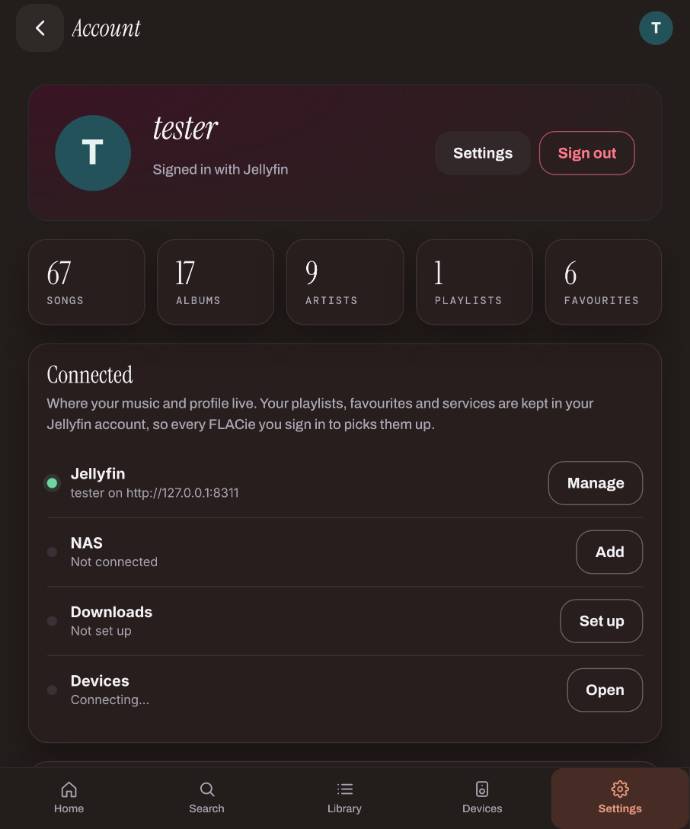 Account
T
T
tester
Signed in with Jellyfin
Settings
Sign out
67
SONGS
17
ALBUMS
9
ARTISTS
1
PLAYLISTS
6
FAVOURITES
Connected
Where your music and profile live. Your playlists, favourites and services are kept in your
Jellyfin account, so every FLACie you sign in to picks them up.
Jellyfin
tester on http://127.0.0.1:8311
Manage
NAS
Not connected
Add
Downloads
Not set up
Set up
Devices
Connecting...
Open
Home
Search
Library
Devices
Settings